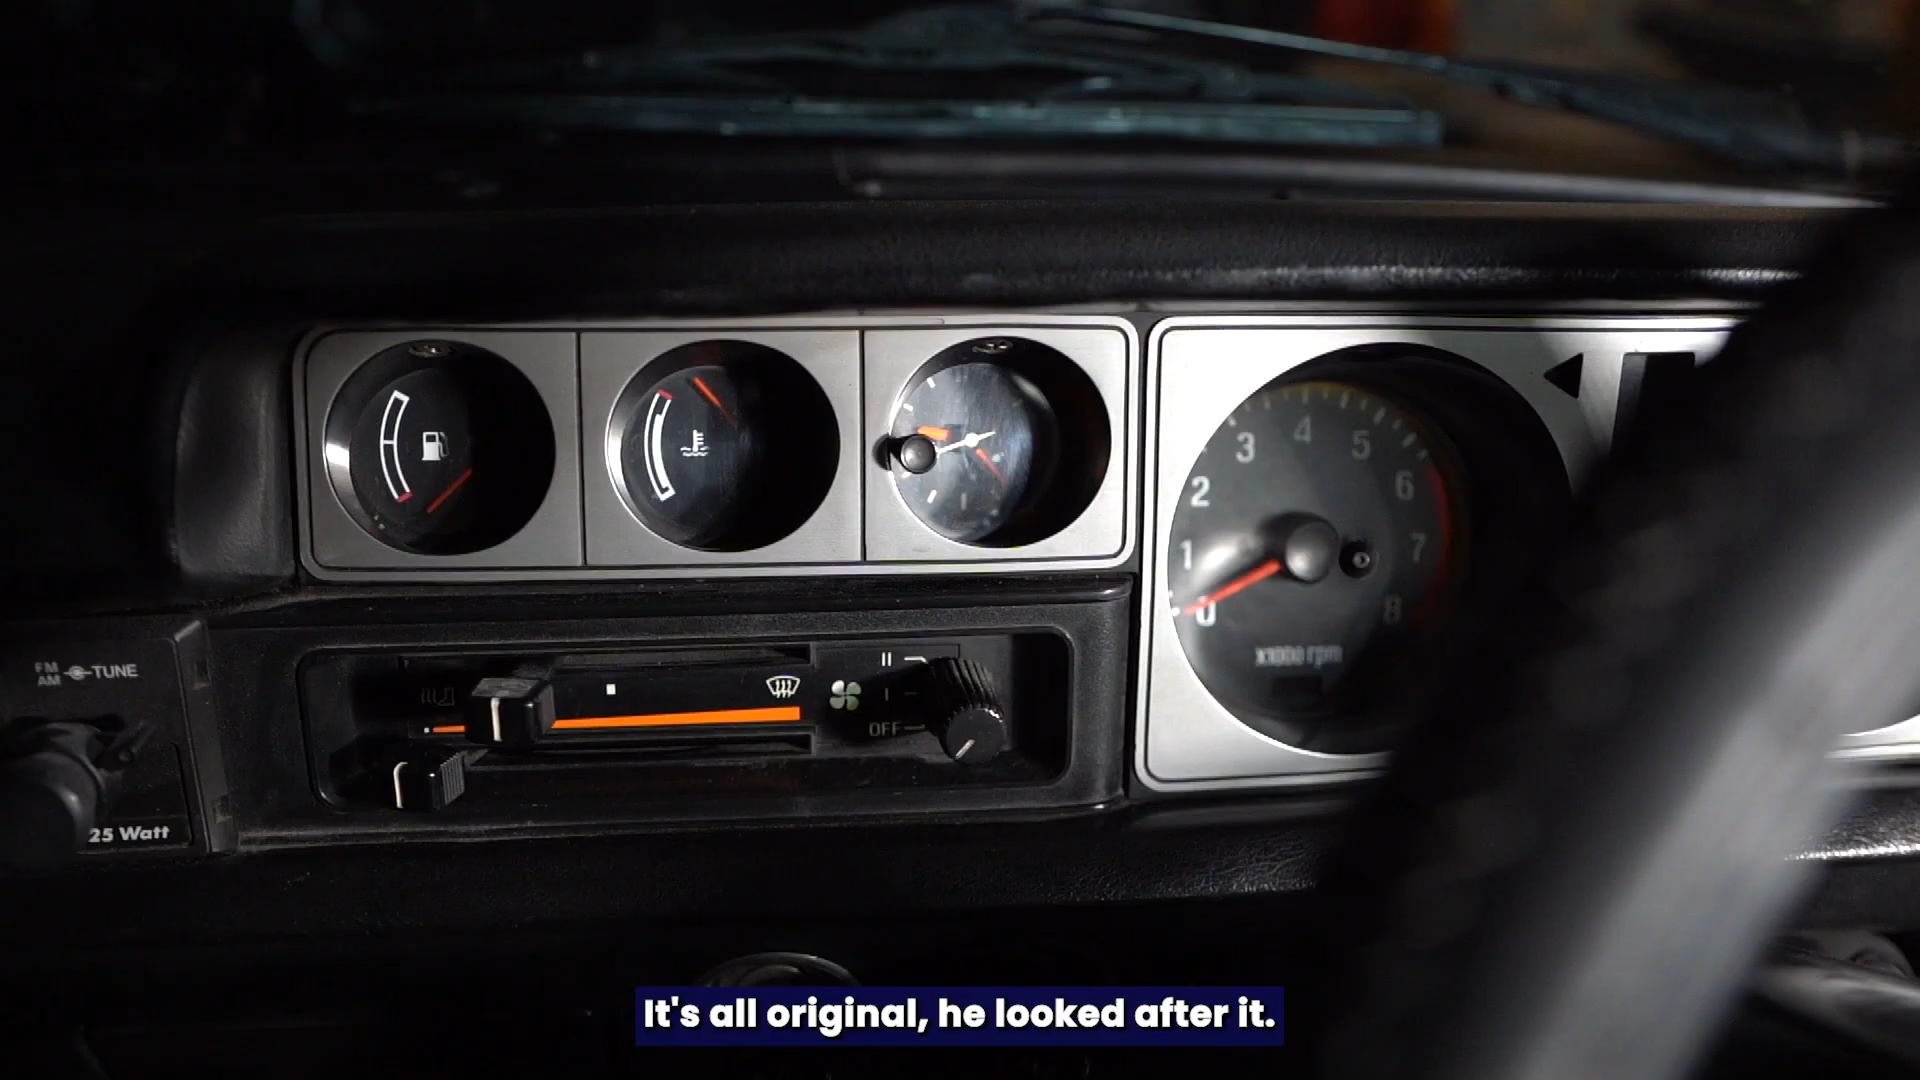 3
4
5
2
6
1
7
0
8
x1000 rpm
FM
AM
TUNE
II
I
OFF
25 Watt
It's all original, he looked after it.